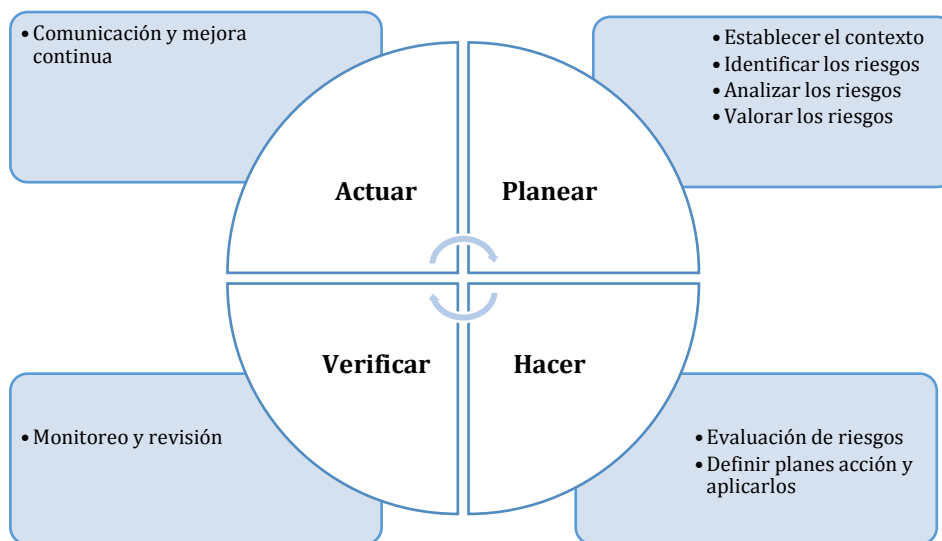 • Comunicación y mejora
continua
• Establecer el contexto
• Identificar los riesgos
• Analizar los riesgos
• Valorar los riesgos
Actuar
Planear
Verificar
Hacer
• Monitoreo y revisión
• Evaluación de riesgos
• Definir planes acción y
aplicarlos